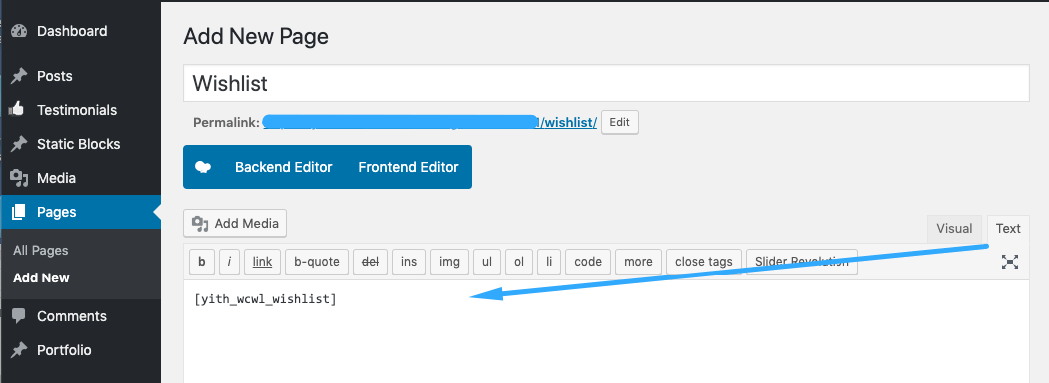 Dashboard
Posts
Testimonials
Static Blocks
Media
Pages
All Pages
Add New
Comments
Portfolio
Add New Page
Wishlist
Permalink: /wishlist/ Edit
Backend Editor Frontend Editor
Add Media
Visual Text
b i link b-quote del ins img ul ol li code more close tags Slider Revolution
[yith_wcwl_wishlist]